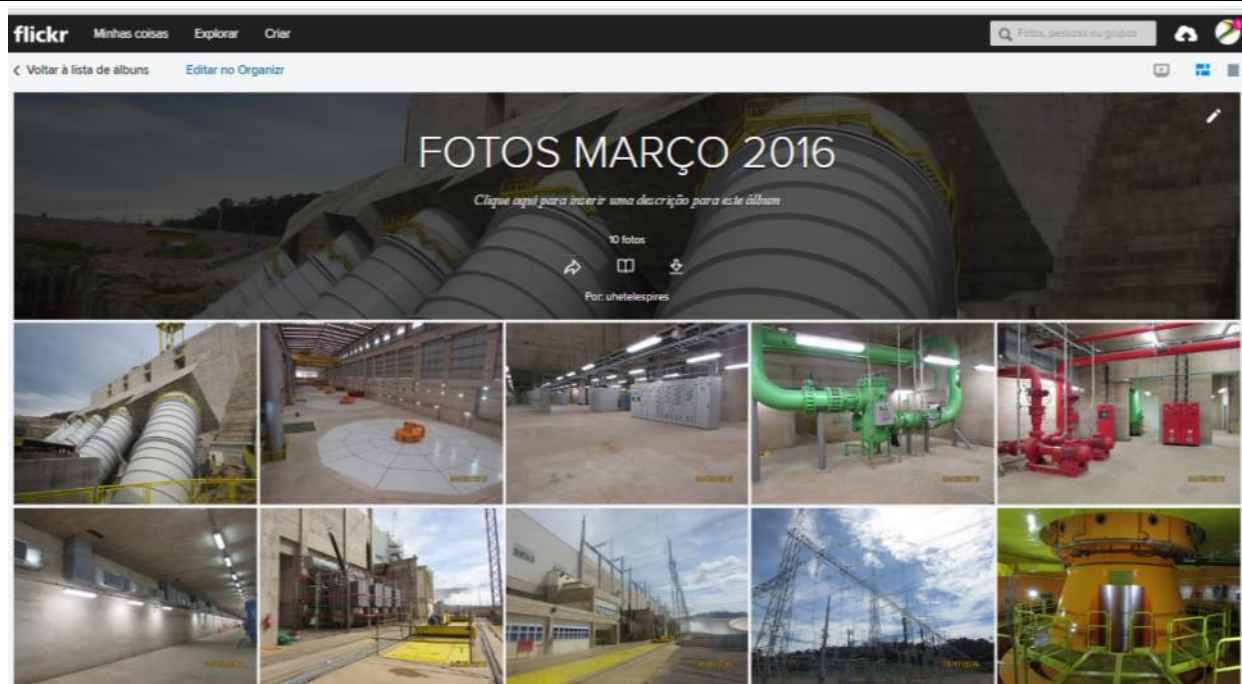 flickr Minhas coisas Explorar Criar Fotos, pessoas ou grupos
Voltar à lista de álbuns Editar no Organizr
FOTOS MARÇO 2016
Clique aqui para inserir uma descrição para este álbum
10 fotos
Por: uhetelespires